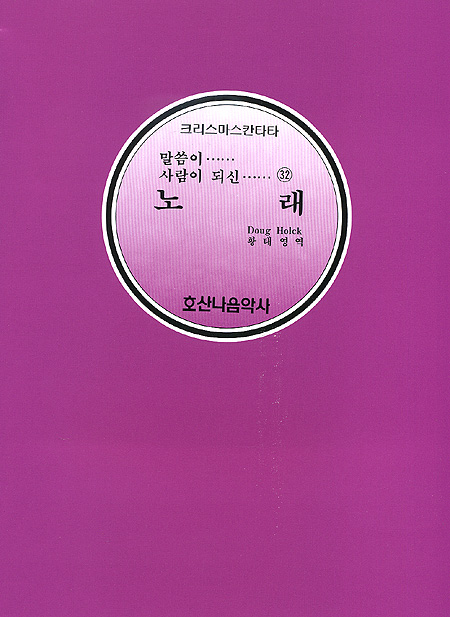 크리스마스칸타타
말씀이……
사람이 되신…… ㉜
노 래
Doug Holck
황 태 영 역
호산나음악사